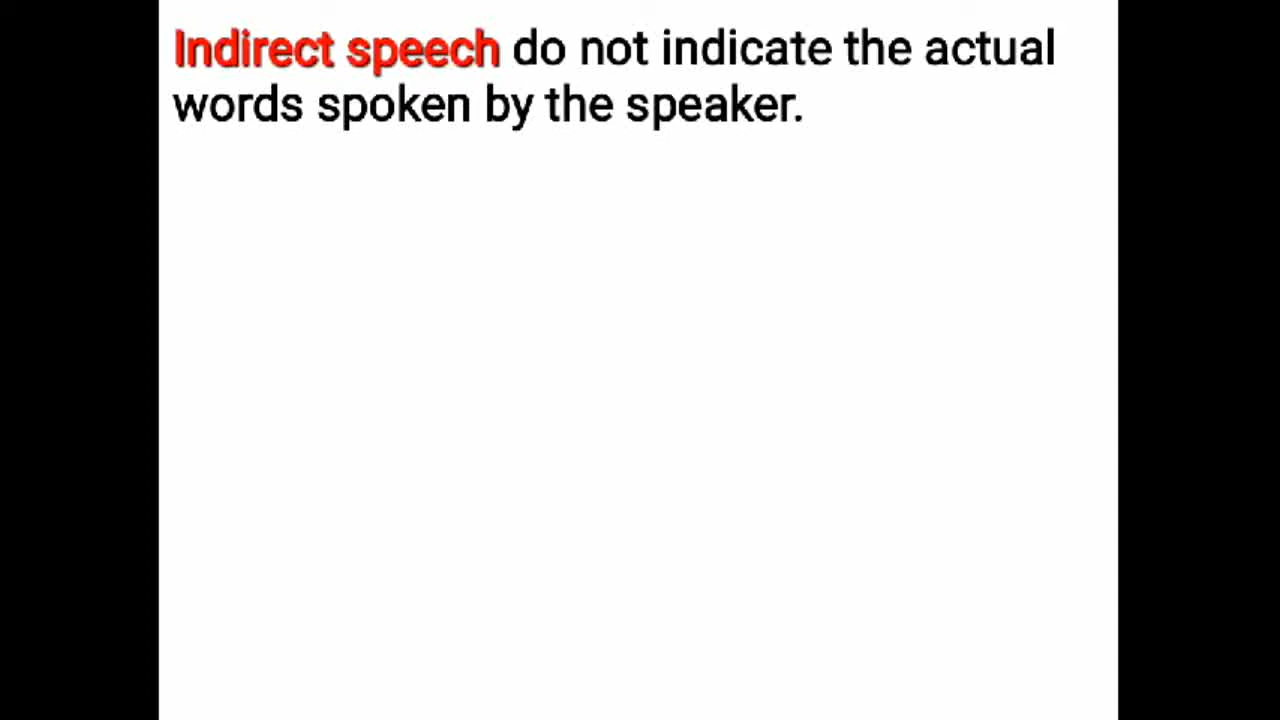 Indirect speech do not indicate the actual
words spoken by the speaker.